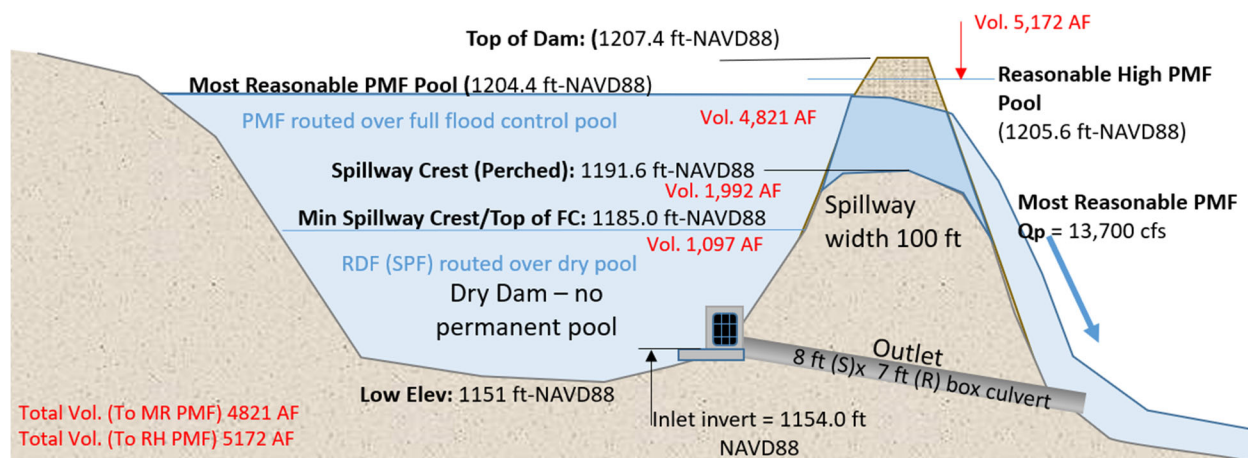 Vol. 5,172 AF
Top of Dam: (1207.4 ft-NAVD88)
Most Reasonable PMF Pool (1204.4 ft-NAVD88)
Reasonable High PMF
Pool
(1205.6 ft-NAVD88)
PMF routed over full flood control pool
Vol. 4,821 AF
Spillway Crest (Perched): 1191.6 ft-NAVD88
Vol. 1,992 AF
Min Spillway Crest/Top of FC: 1185.0 ft-NAVD88
Vol. 1,097 AF
Spillway
width 100 ft
Most Reasonable PMF
Qp = 13,700 cfs
RDF (SPF) routed over dry pool
Dry Dam – no
permanent pool
Outlet
8 ft (S)x 7 ft (R) box culvert
Low Elev: 1151 ft-NAVD88
Inlet invert = 1154.0 ft
NAVD88
Total Vol. (To MR PMF) 4821 AF
Total Vol. (To RH PMF) 5172 AF